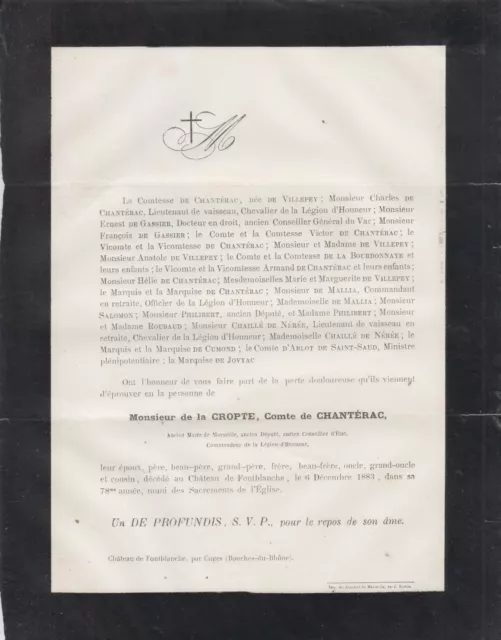 M
La Comtesse de CHANTÉRAC, née DE VILLEPEY ; Monsieur Charles DE
CHANTÉRAC, Lieutenant de vaisseau, Chevalier de la Légion d'Honneur ; Monsieur
Ernest DE GASSIER, Docteur en droit, ancien Conseiller Général du Var ; Monsieur
François DE GASSIER ; le Comte et la Comtesse Victor DE CHANTÉRAC ; le
Vicomte et la Vicomtesse DE CHANTÉRAC ; Monsieur et Madame DE VILLEPEY ;
Monsieur Anatole DE VILLEPEY ; le Comte et la Comtesse DE LA BOURDONNAYE et
leurs enfants ; le Vicomte et la Vicomtesse Armand DE CHANTÉRAC et leurs enfants ;
Monsieur Hélie DE CHANTÉRAC ; Mesdemoiselles Marie et Marguerite DE VILLEPEY ;
le Marquis et la Marquise DE CHANTÉRAC ; Monsieur DE MALLIA, Commandant
en retraite, Officier de la Légion d'Honneur ; Mademoiselle DE MALLIA ; Monsieur
SALOMON ; Monsieur PHILIBERT, ancien Député, et Madame PHILIBERT ; Monsieur
et Madame ROUBAUD ; Monsieur CHAILLÉ DE NÉRÉE, Lieutenant de vaisseau en
retraite, Chevalier de la Légion d'Honneur ; Mademoiselle CHAILLÉ DE NÉRÉE ; le
Marquis et la Marquise DE CUMOND ; le Comte D'ARLOT DE SAINT-SAUD, Ministre
plénipotentiaire ; la Marquise DE JOVYAC
Ont l'honneur de vous faire part de la perte douloureuse qu'ils viennent
d'éprouver en la personne de
Monsieur de la CROPTE, Comte de CHANTÉRAC,
Ancien Maire de Marseille, ancien Député, ancien Conseiller d'État,
Commandeur de la Légion d'Honneur,
leur époux, père, beau-père, grand-père, frère, beau-frère, oncle, grand-oncle
et cousin, décédé au Château de Fontblanche, le 6 Décembre 1883, dans sa
78me année, muni des Sacrements de l'Église.
Un DE PROFUNDIS, S. V. P., pour le repos de son âme.
Château de Fontblanche, par Cuges (Bouches-du-Rhône).